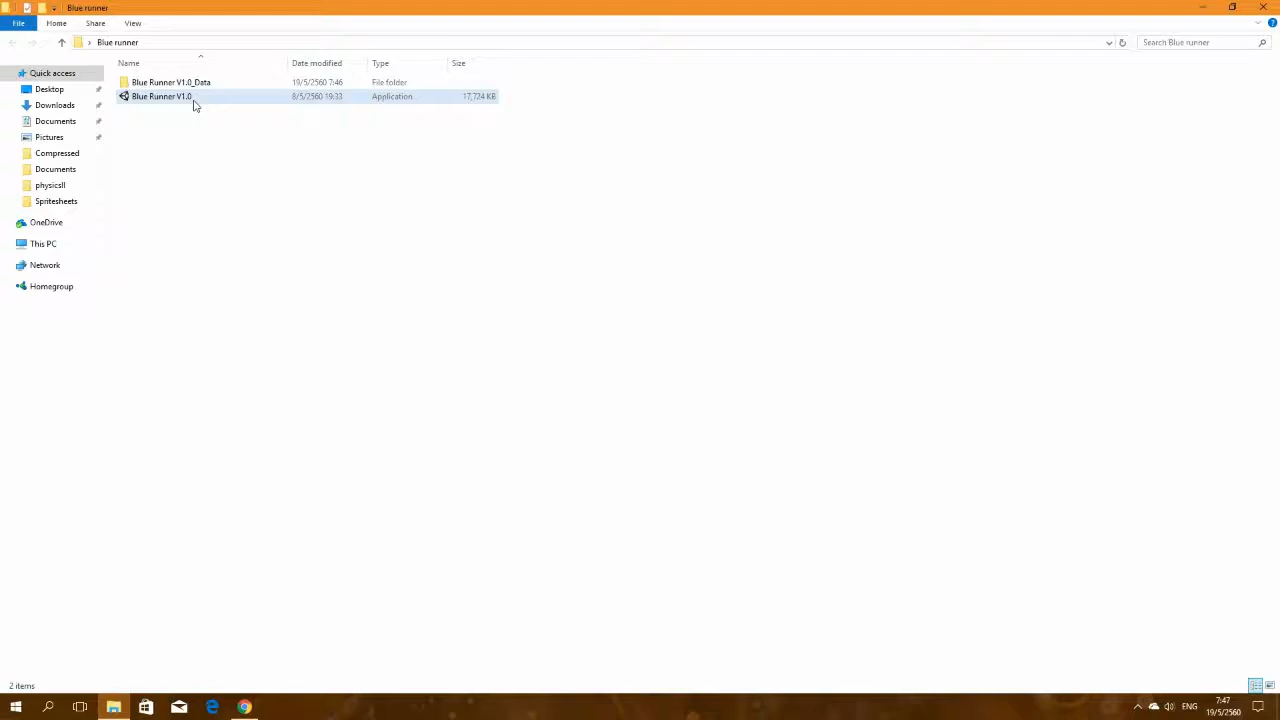 Blue runner
File Home Share View
Blue runner Search Blue runner
Name Date modified Type Size
Quick access
Blue Runner V1.0_Data 19/5/2560 7:46 File folder
Desktop
Blue Runner V1.0 8/5/2560 19:33 Application 17,724 KB
Downloads
Documents
Pictures
Compressed
Documents
physicsII
Spritesheets
OneDrive
This PC
Network
Homegroup
2 items
ENG
7:47
19/5/2560